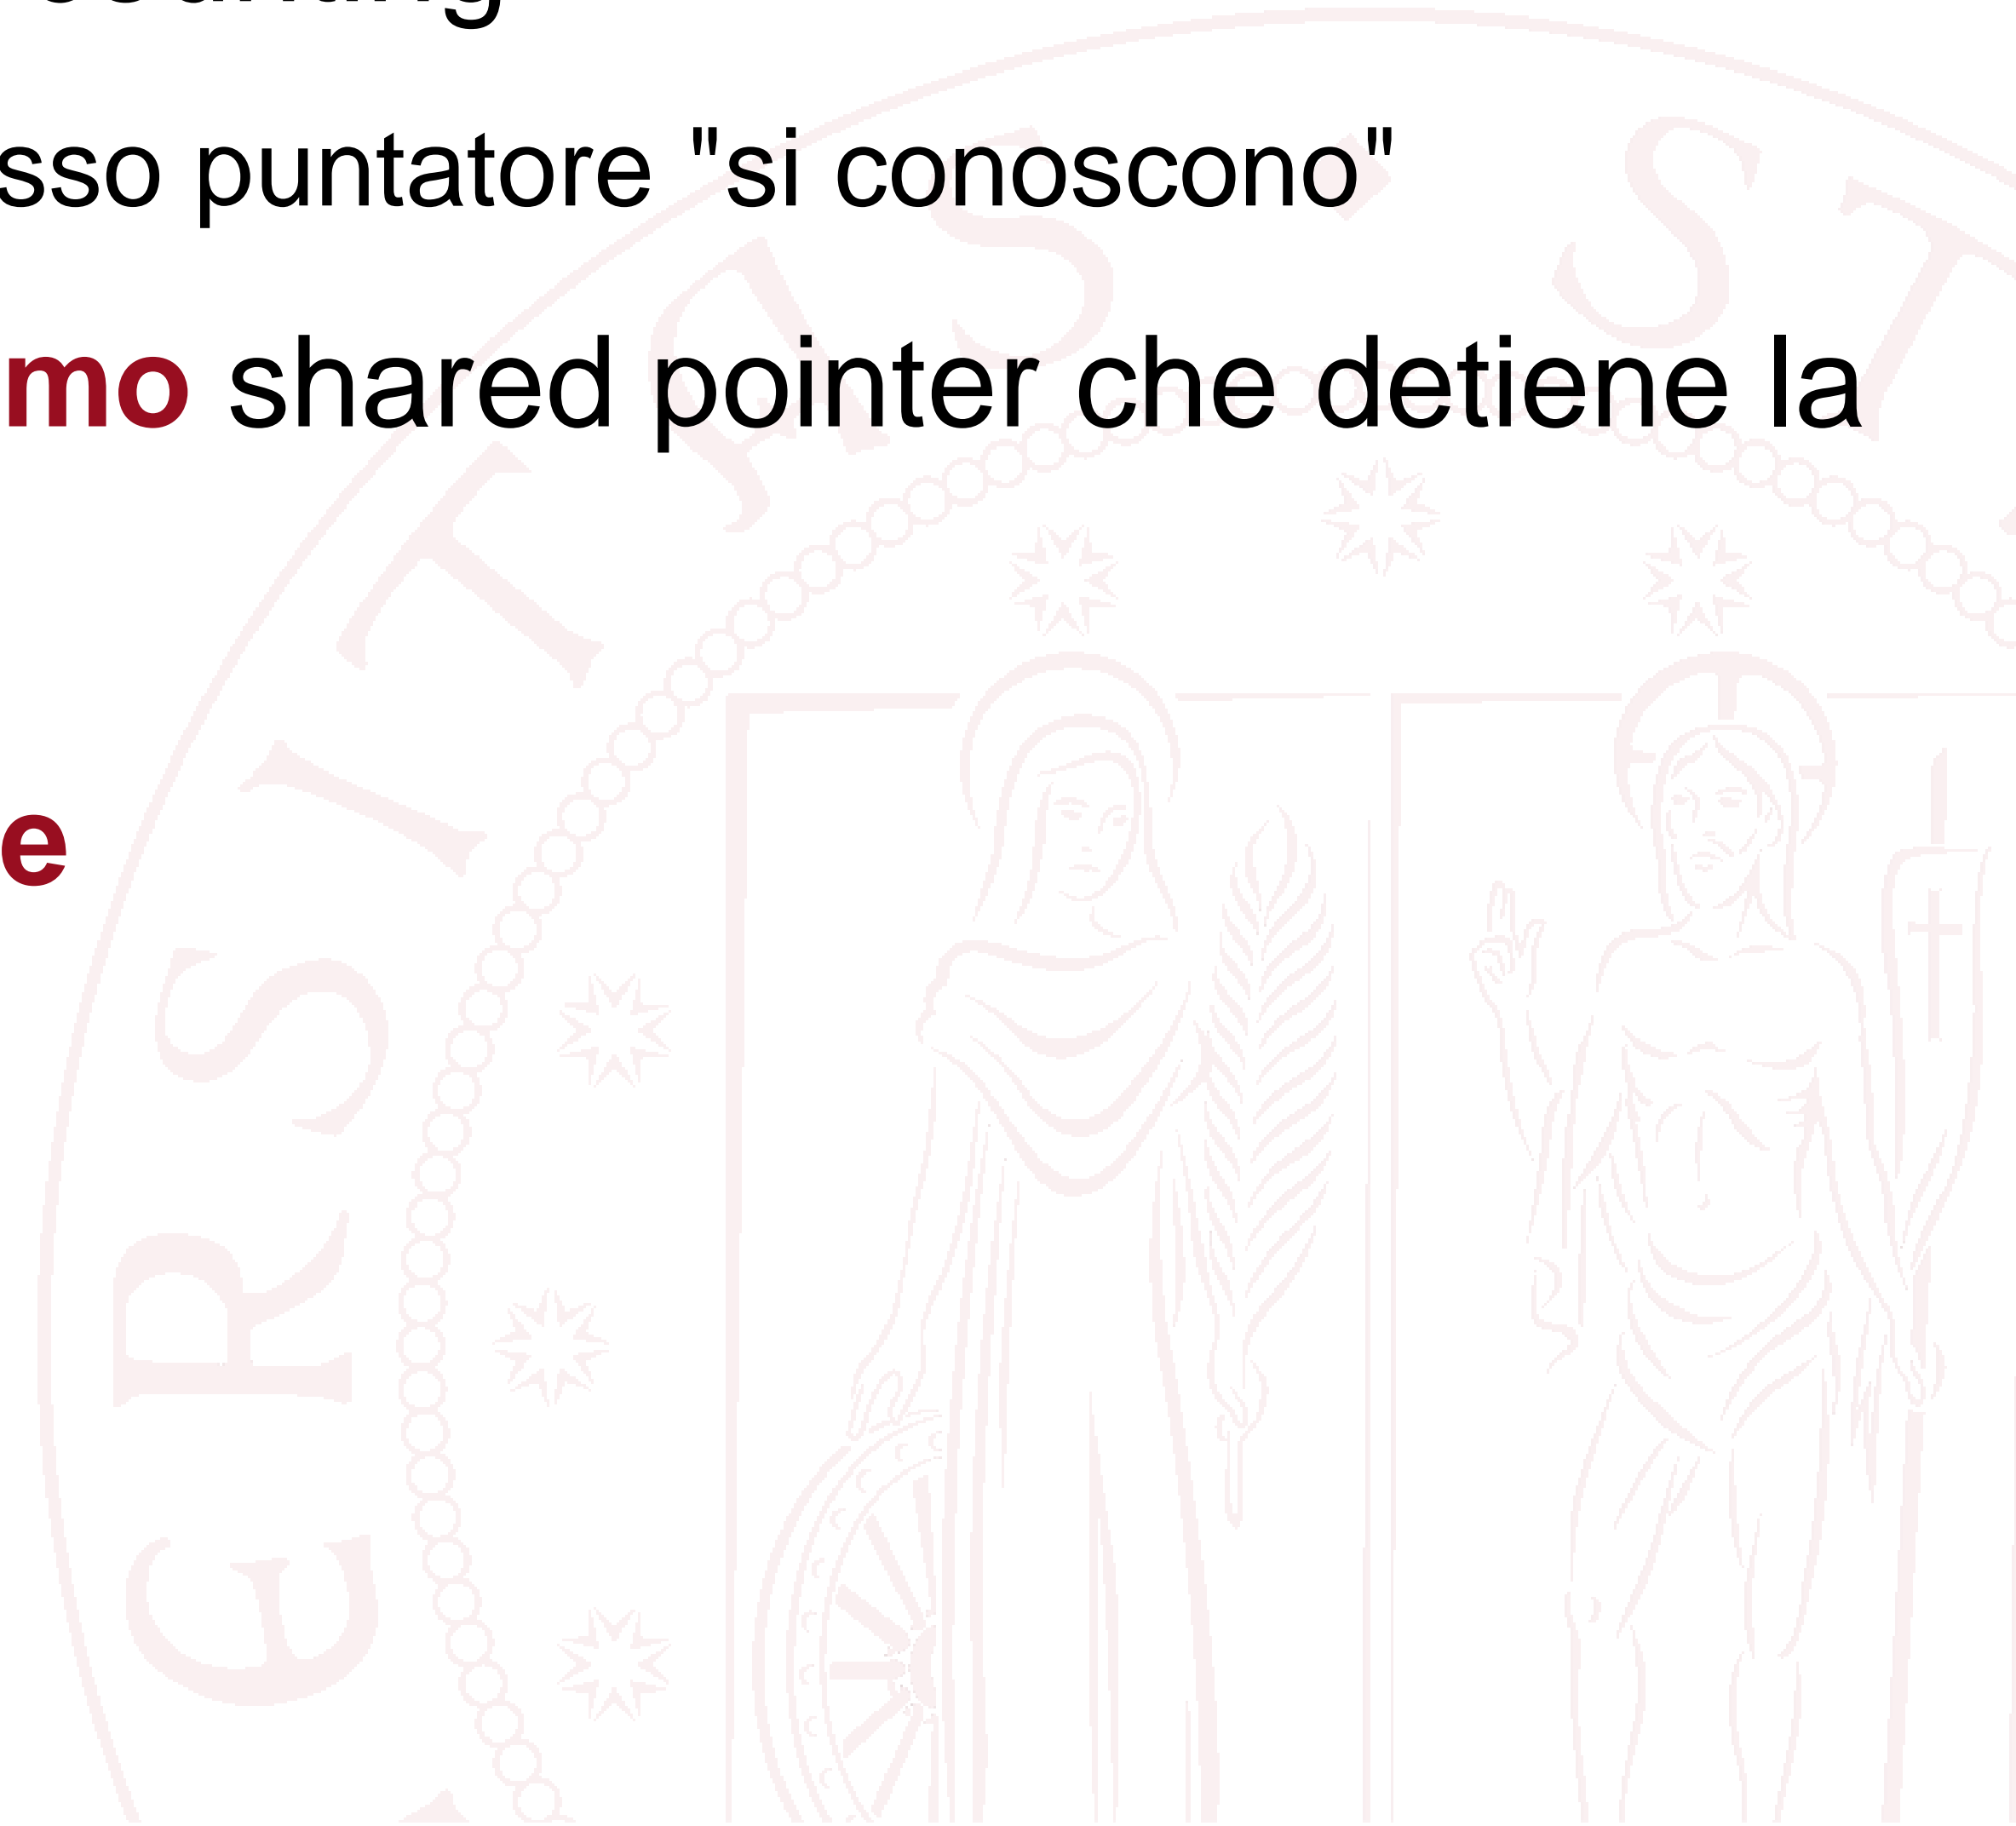 sso puntatore "si conoscono"
mo shared pointer che detiene la
e